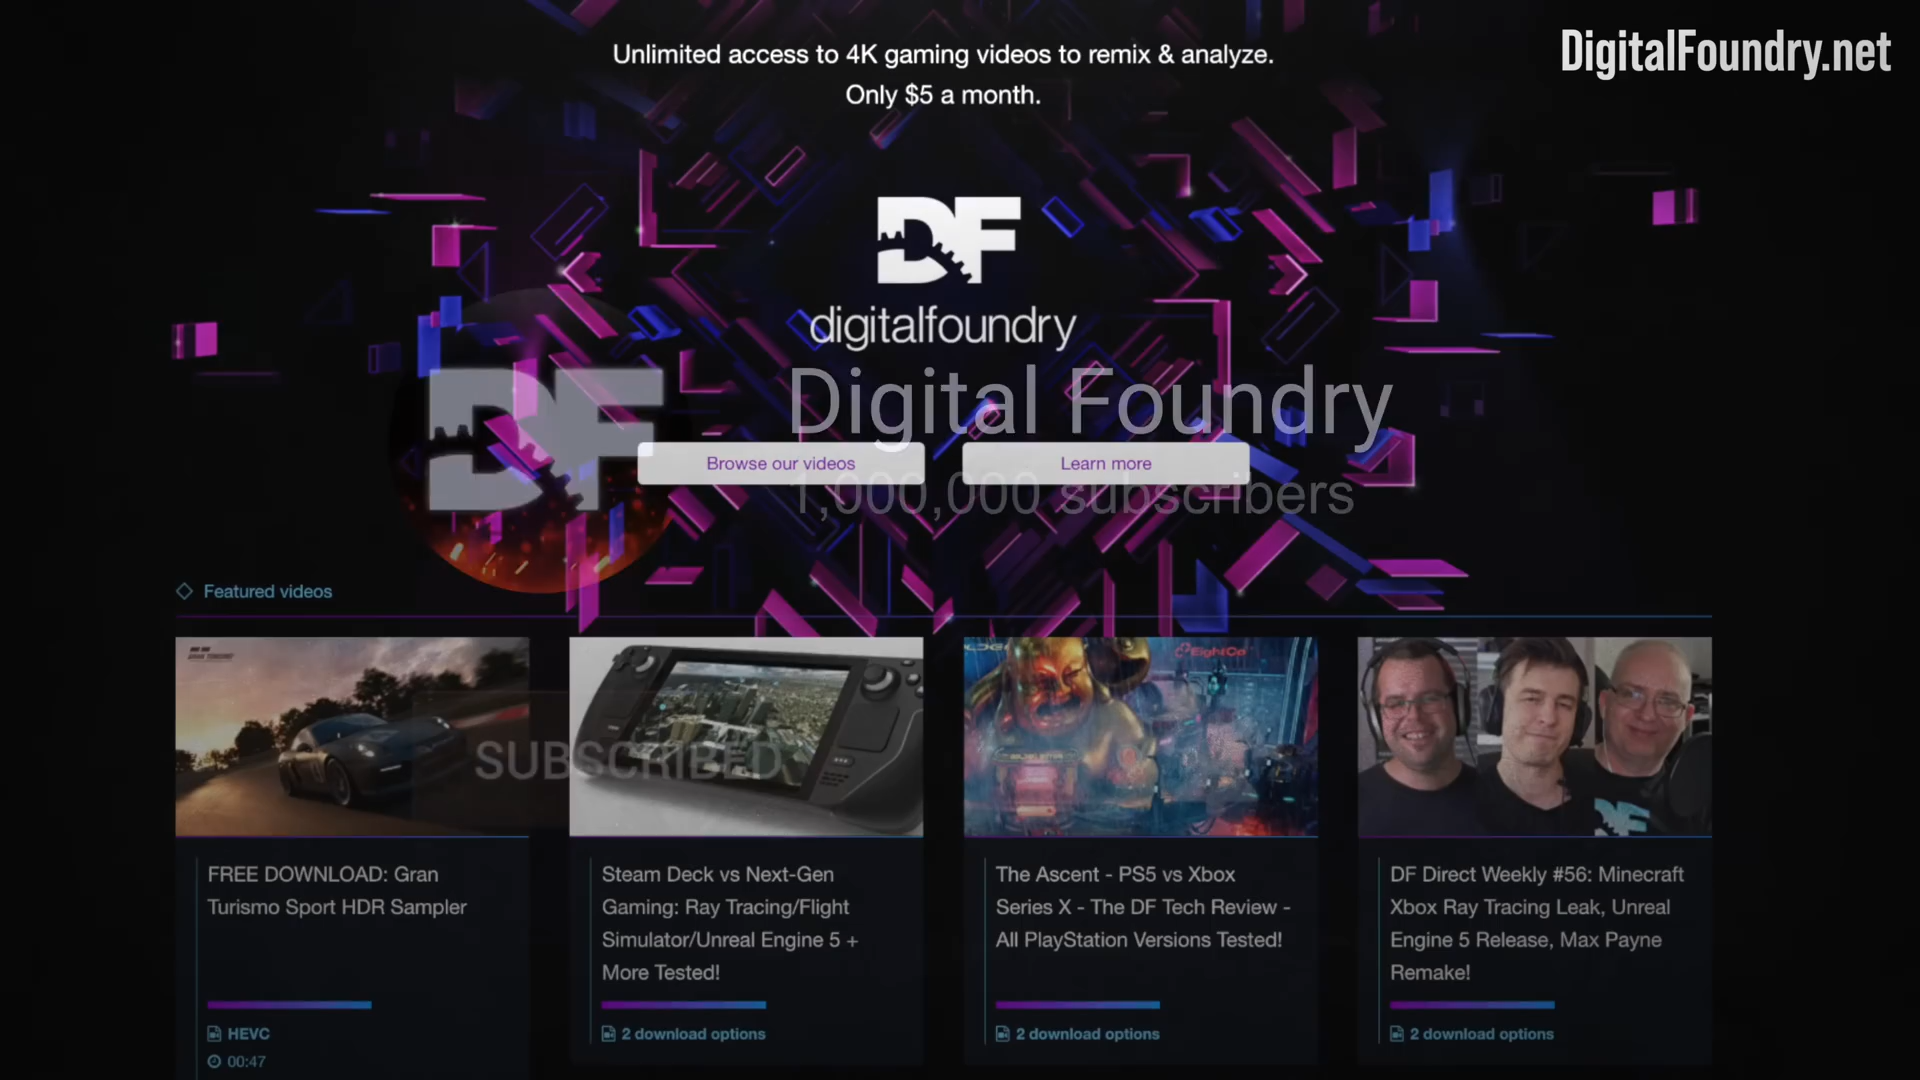 Unlimited access to 4K gaming videos to remix & analyze.
Only $5 a month.
DigitalFoundry.net
DF
digitalfoundry
DF
Digital Foundry
1,000,000 subscribers
Browse our videos
Learn more
Featured videos
EightCo
SUBSCRIBED
DF
FREE DOWNLOAD: Gran
Turismo Sport HDR Sampler
HEVC
00:47
Steam Deck vs Next-Gen
Gaming: Ray Tracing/Flight
Simulator/Unreal Engine 5 +
More Tested!
2 download options
The Ascent - PS5 vs Xbox
Series X - The DF Tech Review -
All PlayStation Versions Tested!
2 download options
DF Direct Weekly #56: Minecraft
Xbox Ray Tracing Leak, Unreal
Engine 5 Release, Max Payne
Remake!
2 download options